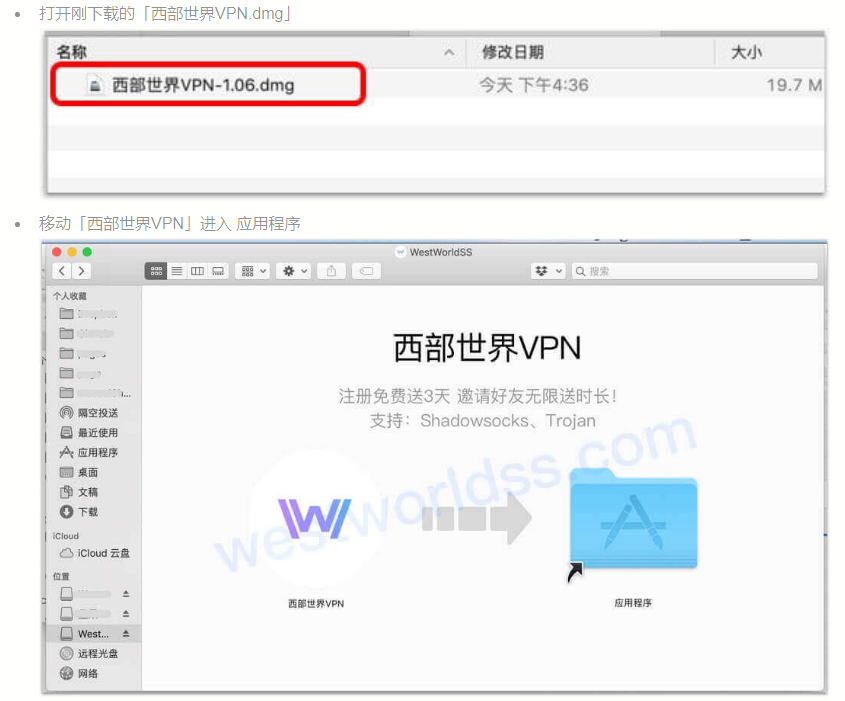 打开刚下载的「西部世界VPN.dmg」
名称 修改日期 大小
西部世界VPN-1.06.dmg 今天 下午4:36 19.7 M
移动「西部世界VPN」进入 应用程序
WestWorldSS
搜索
个人收藏
隔空投送
最近使用
应用程序
桌面
文稿
下载
iCloud
iCloud 云盘
位置
West...
远程光盘
网络
西部世界VPN
注册免费送3天 邀请好友无限送时长!
支持：Shadowsocks、Trojan
westworldss.com
西部世界VPN
应用程序